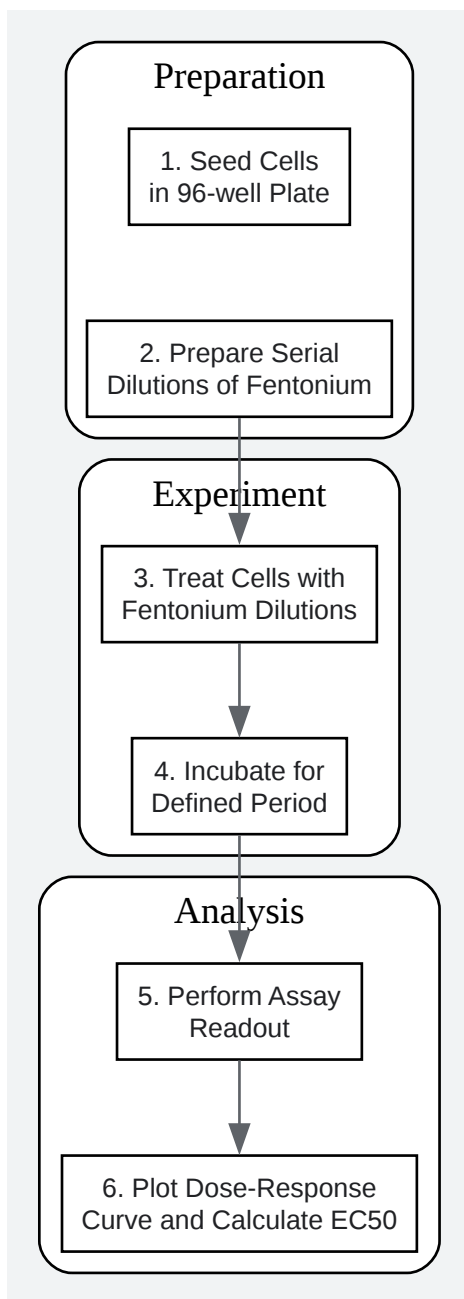 Preparation
1. Seed Cells
in 96-well Plate
2. Prepare Serial
Dilutions of Fentonium
Experiment
3. Treat Cells with
Fentonium Dilutions
4. Incubate for
Defined Period
Analysis
5. Perform Assay
Readout
6. Plot Dose-Response
Curve and Calculate EC50